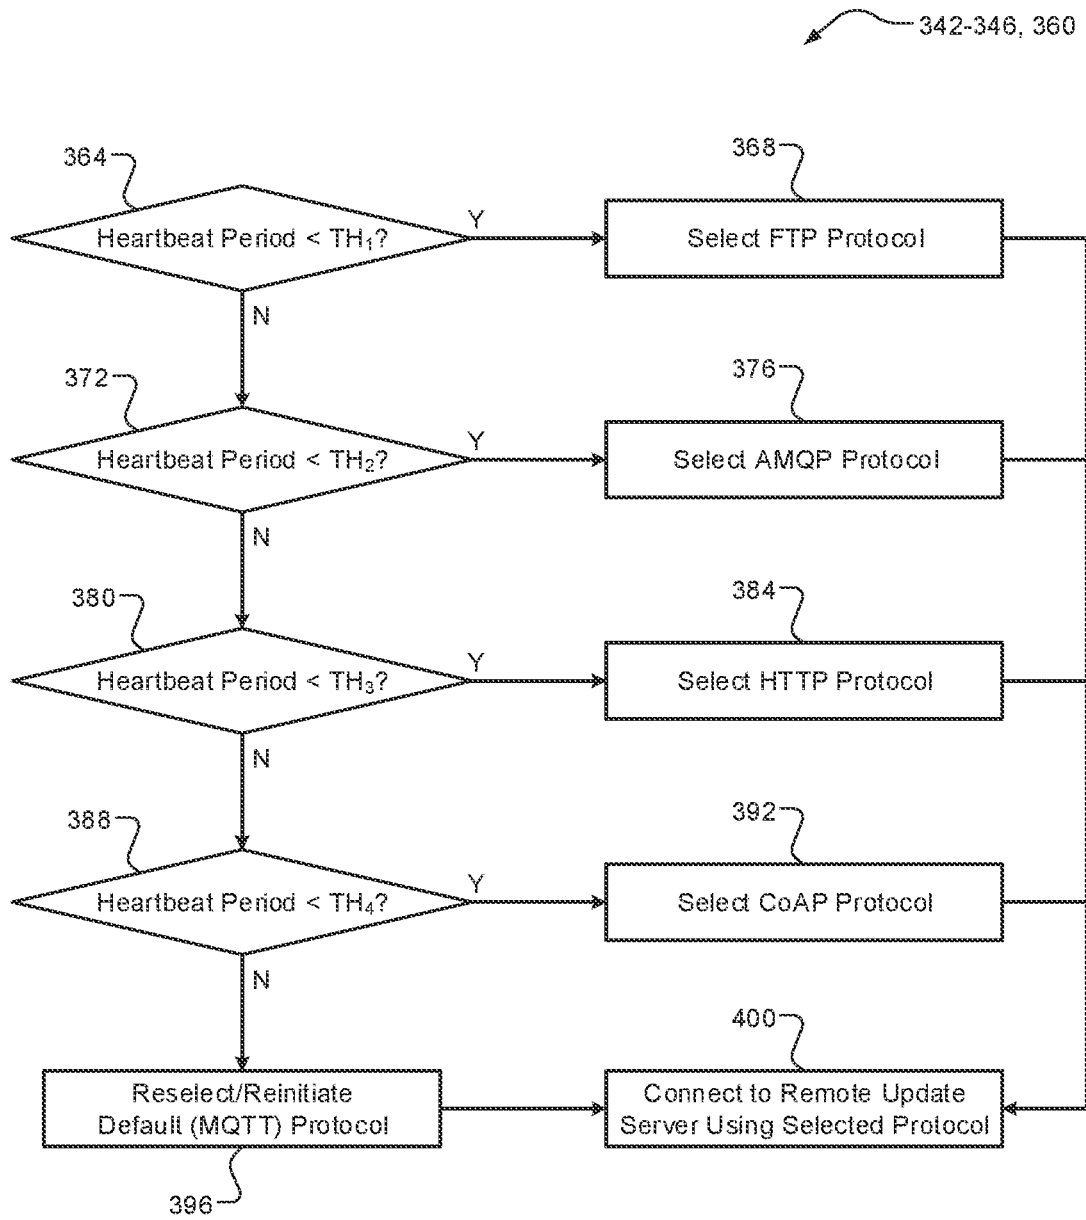 342-346, 360
364
368
Heartbeat Period < TH₁?
Y
Select FTP Protocol
N
372
376
Heartbeat Period < TH₂?
Y
Select AMQP Protocol
N
380
384
Heartbeat Period < TH₃?
Y
Select HTTP Protocol
N
388
392
Heartbeat Period < TH₄?
Y
Select CoAP Protocol
N
400
Reselect/Reinitiate
Default (MQTT) Protocol
Connect to Remote Update
Server Using Selected Protocol
396